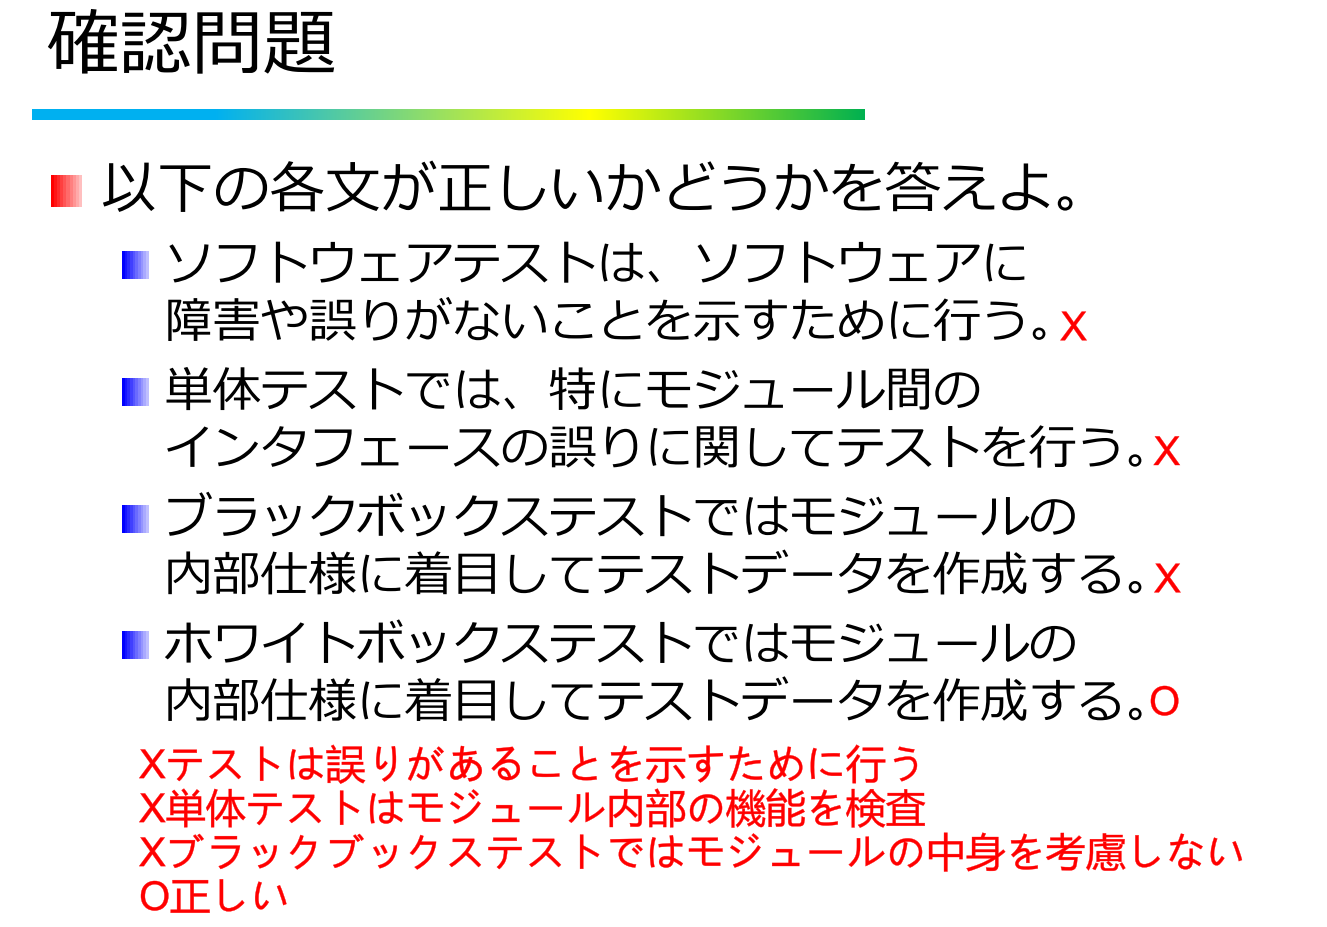 確認問題
以下の各文が正しいかどうかを答えよ。
ソフトウェアテストは、ソフトウェアに
障害や誤りがないことを示すために行う。x
単体テストでは、特にモジュール間の
インタフェースの誤りに関してテストを行う。x
ブラックボックステストではモジュールの
内部仕様に着目してテストデータを作成する。x
ホワイトボックステストではモジュールの
内部仕様に着目してテストデータを作成する。O
Xテストは誤りがあることを示すために行う
X単体テストはモジュール内部の機能を検査
Xブラックブックステストではモジュールの中身を考慮しない
O正しい